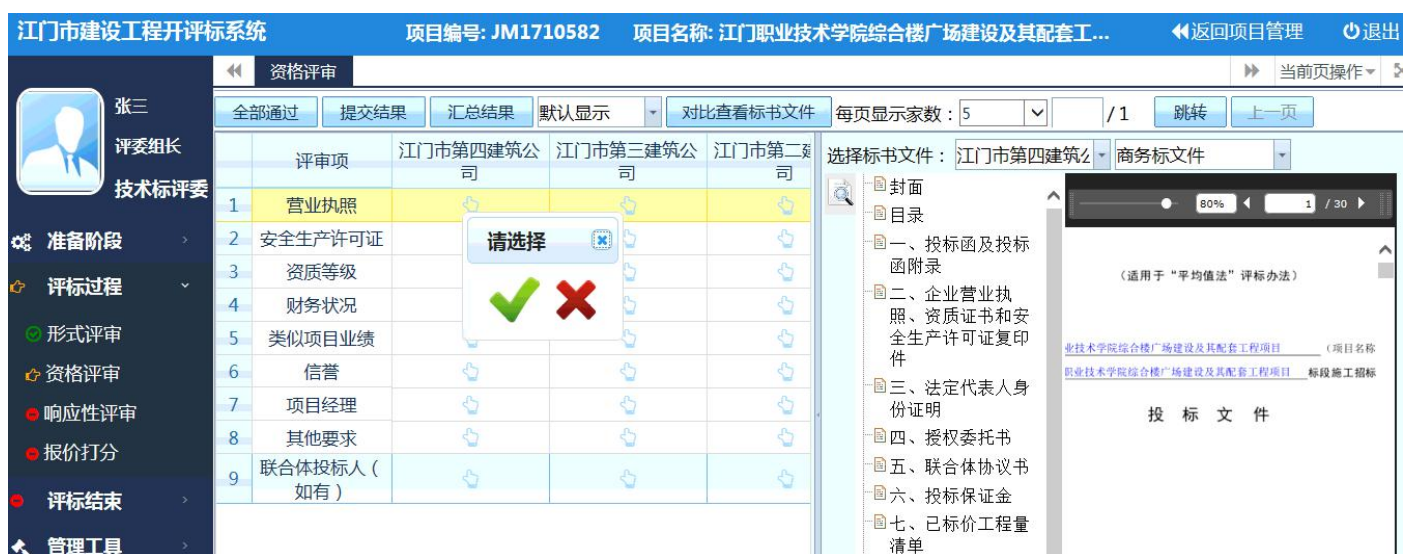 江门市建设工程开评标系统 项目编号: JM1710582 项目名称: 江门职业技术学院综合楼广场建设及其配套工... 返回项目管理 退出
张三
评委组长
技术标评委
准备阶段
评标过程
形式评审
资格评审
响应性评审
报价打分
评标结束
管理工具
资格评审 当前页操作
全部通过 提交结果 汇总结果 默认显示 对比查看标书文件 每页显示家数：5 / 1 跳转 上一页
评审项 江门市第四建筑公 江门市第三建筑公 江门市第二建
司 司 司
1 营业执照
2 安全生产许可证
3 资质等级
4 财务状况
5 类似项目业绩
6 信誉
7 项目经理
8 其他要求
9 联合体投标人（
如有）
请选择
选择标书文件： 江门市第四建筑公 商务标文件
封面
目录
一、投标函及投标
函附录
二、企业营业执
照、资质证书和安
全生产许可证复印
件
三、法定代表人身
份证明
四、授权委托书
五、联合体协议书
六、投标保证金
七、已标价工程量
清单
80% 1 / 30
（适用于“平均值法”评标办法）
业技术学院综合楼广场建设及其配套工程项目 （项目名称
职业技术学院综合楼广场建设及其配套工程项目 标段施工招标
投 标 文 件